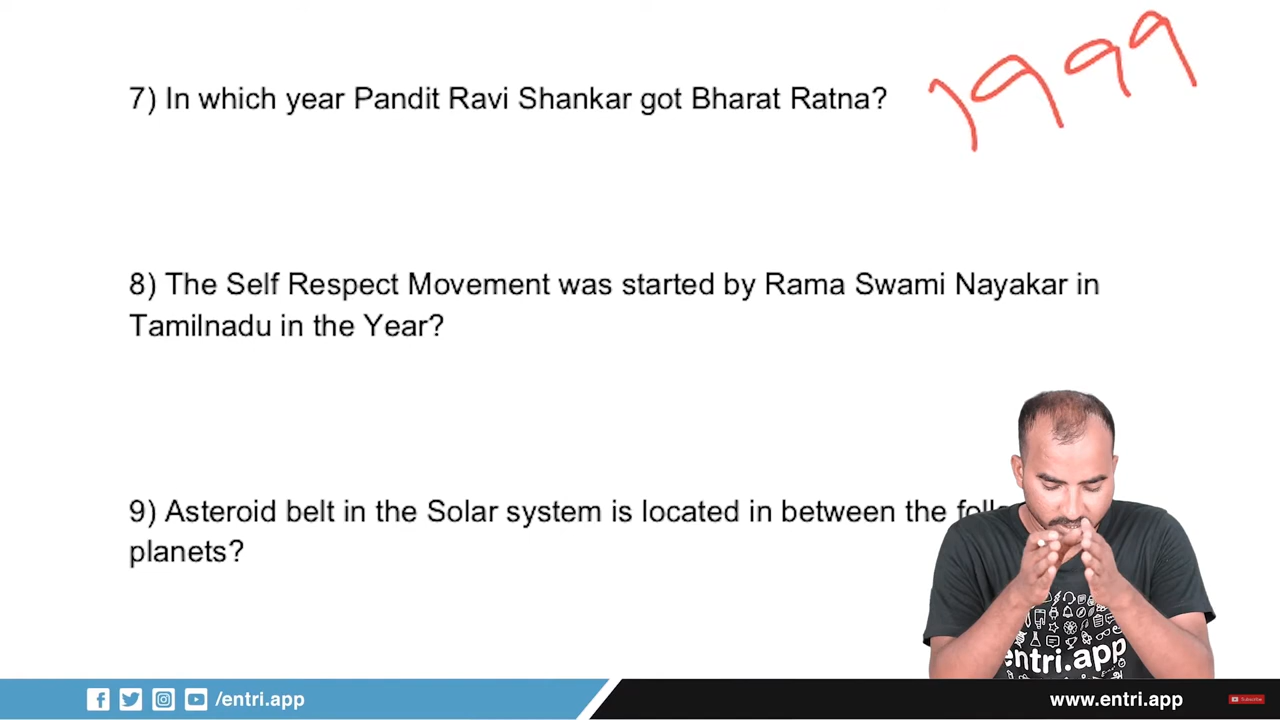 1999
7) In which year Pandit Ravi Shankar got Bharat Ratna?
8) The Self Respect Movement was started by Rama Swami Nayakar in
Tamilnadu in the Year?
9) Asteroid belt in the Solar system is located in between the
planets?
entri.app
/entri.app
www.entri.app
Subscribe